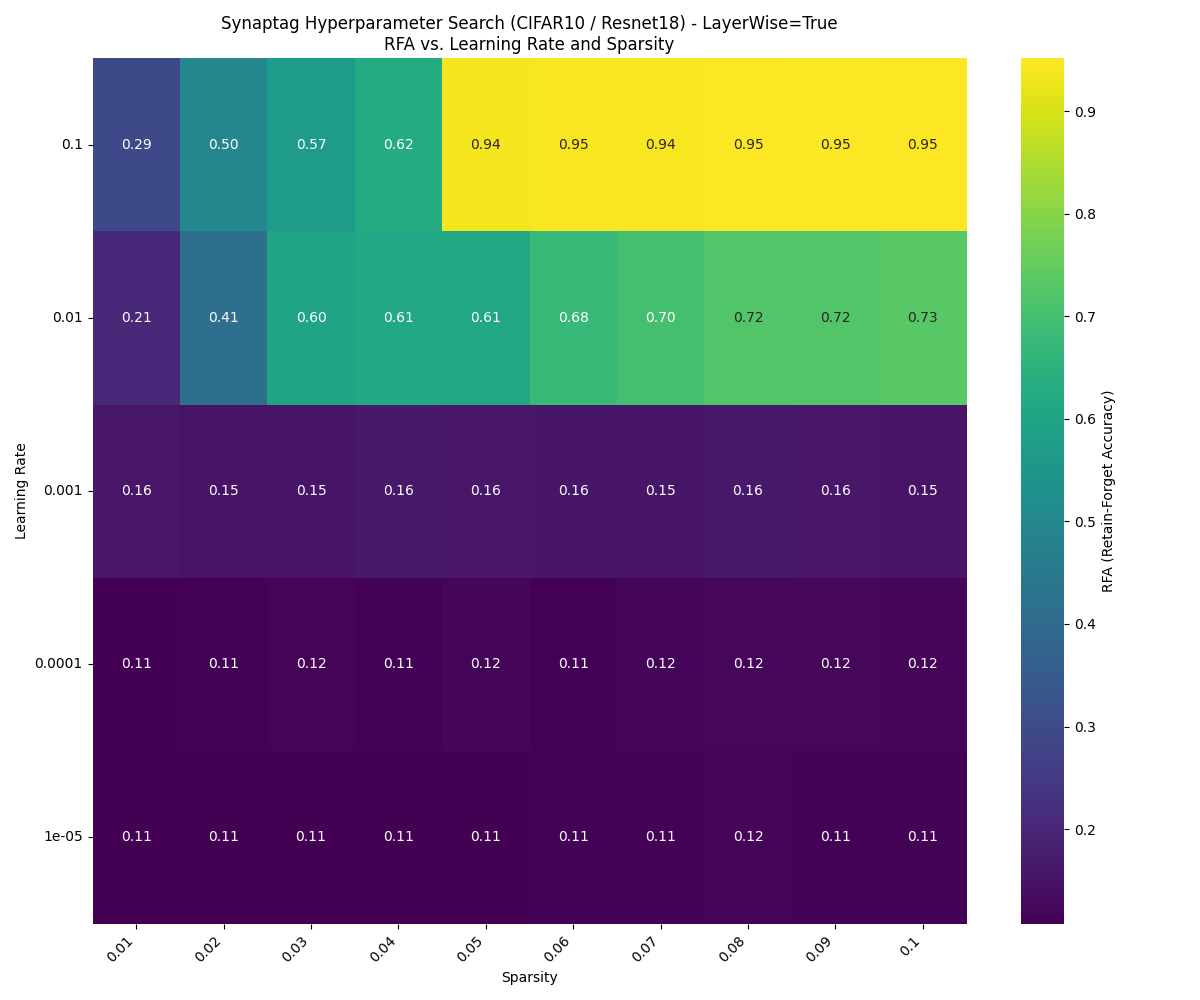 Synaptag Hyperparameter Search (CIFAR10 / Resnet18) - LayerWise=True
RFA vs. Learning Rate and Sparsity
0.1 0.29 0.50 0.57 0.62 0.94 0.95 0.94 0.95 0.95 0.95
0.01 0.21 0.41 0.60 0.61 0.61 0.68 0.70 0.72 0.72 0.73
0.001 0.16 0.15 0.15 0.16 0.16 0.16 0.15 0.16 0.16 0.15
0.0001 0.11 0.11 0.12 0.11 0.12 0.11 0.12 0.12 0.12 0.12
1e-05 0.11 0.11 0.11 0.11 0.11 0.11 0.11 0.12 0.11 0.11
0.01 0.02 0.03 0.04 0.05 0.06 0.07 0.08 0.09 0.1
Sparsity
Learning Rate
0.9
0.8
0.7
0.6
0.5
0.4
0.3
0.2
RFA (Retain-Forget Accuracy)